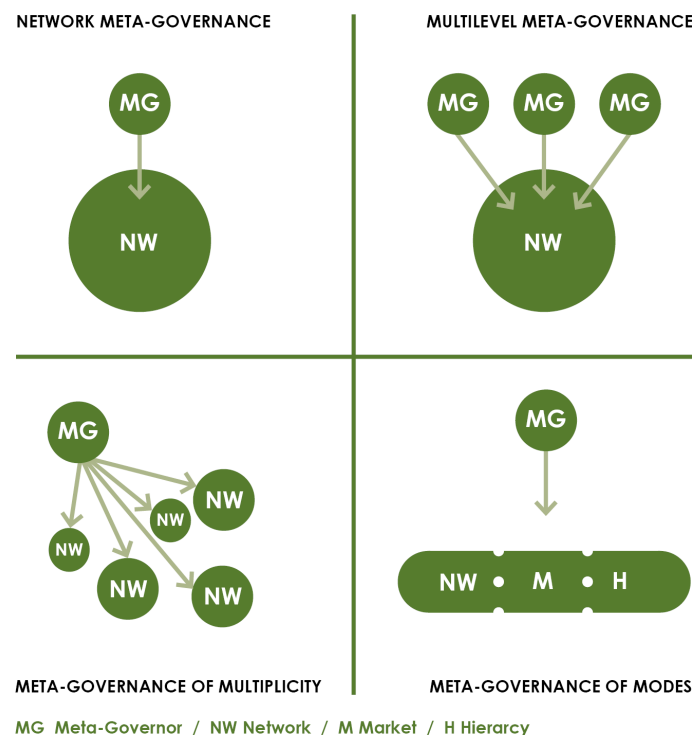 NETWORK META-GOVERNANCE
MULTILEVEL META-GOVERNANCE
MG
NW
MG MG MG
NW
MG
NW
NW
NW
NW
NW
MG
NW M H
META-GOVERNANCE OF MULTIPLICITY
META-GOVERNANCE OF MODES
MG Meta-Governor / NW Network / M Market / H Hierarcy